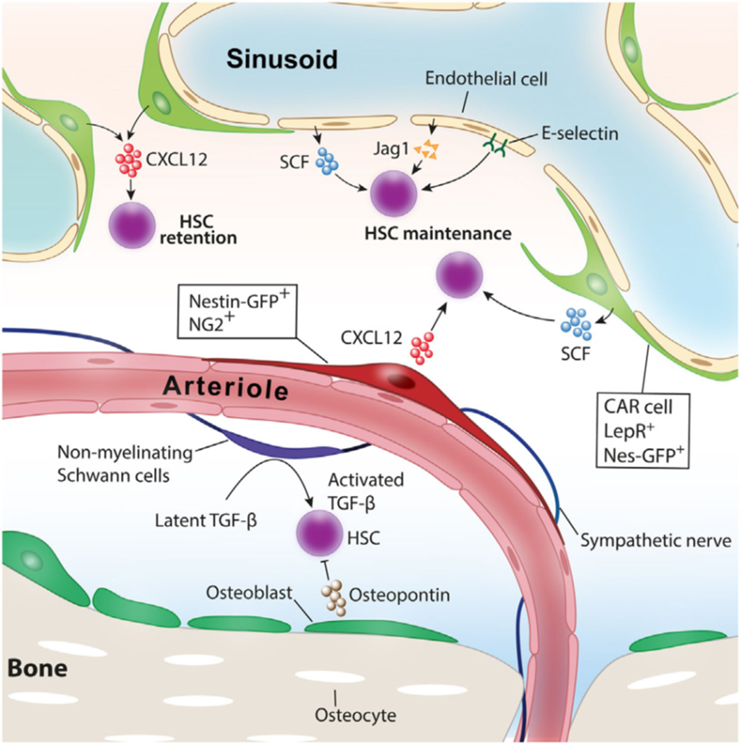 Sinusoid
Endothelial cell
E-selectin
Jag1
SCF
CXCL12
HSC
retention
HSC maintenance
Nestin-GFP⁺
NG2⁺
CXCL12
SCF
CAR cell
LepR⁺
Nes-GFP⁺
Arteriole
Non-myelinating
Schwann cells
Activated
TGF-β
Latent TGF-β
HSC
Sympathetic nerve
Osteoblast
Osteopontin
Bone
Osteocyte